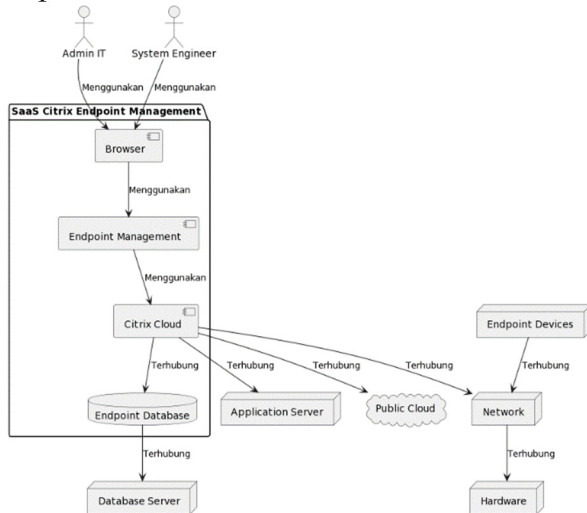 Admin IT
System Engineer
Menggunakan
Menggunakan
SaaS Citrix Endpoint Management
Browser
Menggunakan
Endpoint Management
Menggunakan
Citrix Cloud
Endpoint Devices
Terhubung
Terhubung
Terhubung
Terhubung
Terhubung
Endpoint Database
Application Server
Public Cloud
Network
Terhubung
Terhubung
Database Server
Hardware